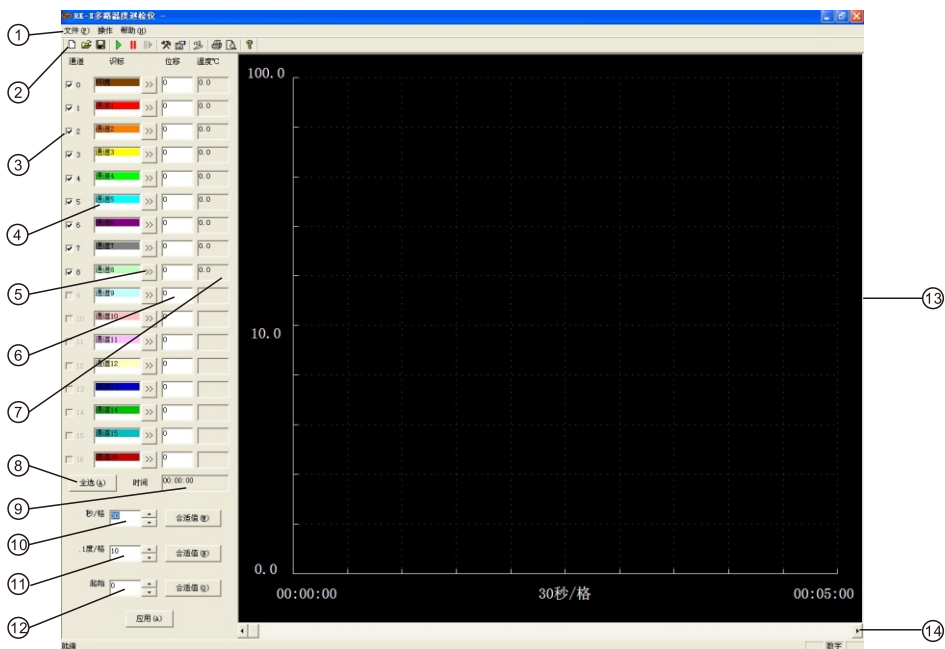 RK-X多路温度巡检仪 -
① 文件(F) 操作 帮助(H)
②
通道 识标 位移 温度℃
100.0
0 >> 0 0.0
1 通道1 >> 0 0.0
③ 2 通道2 >> 0 0.0
3 通道3 >> 0 0.0
4 通道4 >> 0 0.0
④ 5 通道5 >> 0 0.0
6 >> 0 0.0
7 通道7 >> 0 0.0
⑤ 8 >> 0 0.0
9 通道9 >> 0
⑬
⑥ 10 通道10 >> 0
10.0
11 通道11 >> 0
12 通道12 >> 0
⑦ 13 >> 0
14 通道14 >> 0
15 通道15 >> 0
16 >> 0
⑧ 全选(A) 时间 00:00:00
⑨
⑩ 秒/格 30 合适值
⑪ .1度/格 10 合适值
0.0
⑫ 起始 0 合适值
00:00:00 30秒/格 00:05:00
应用(A)
⑭
就绪 数字